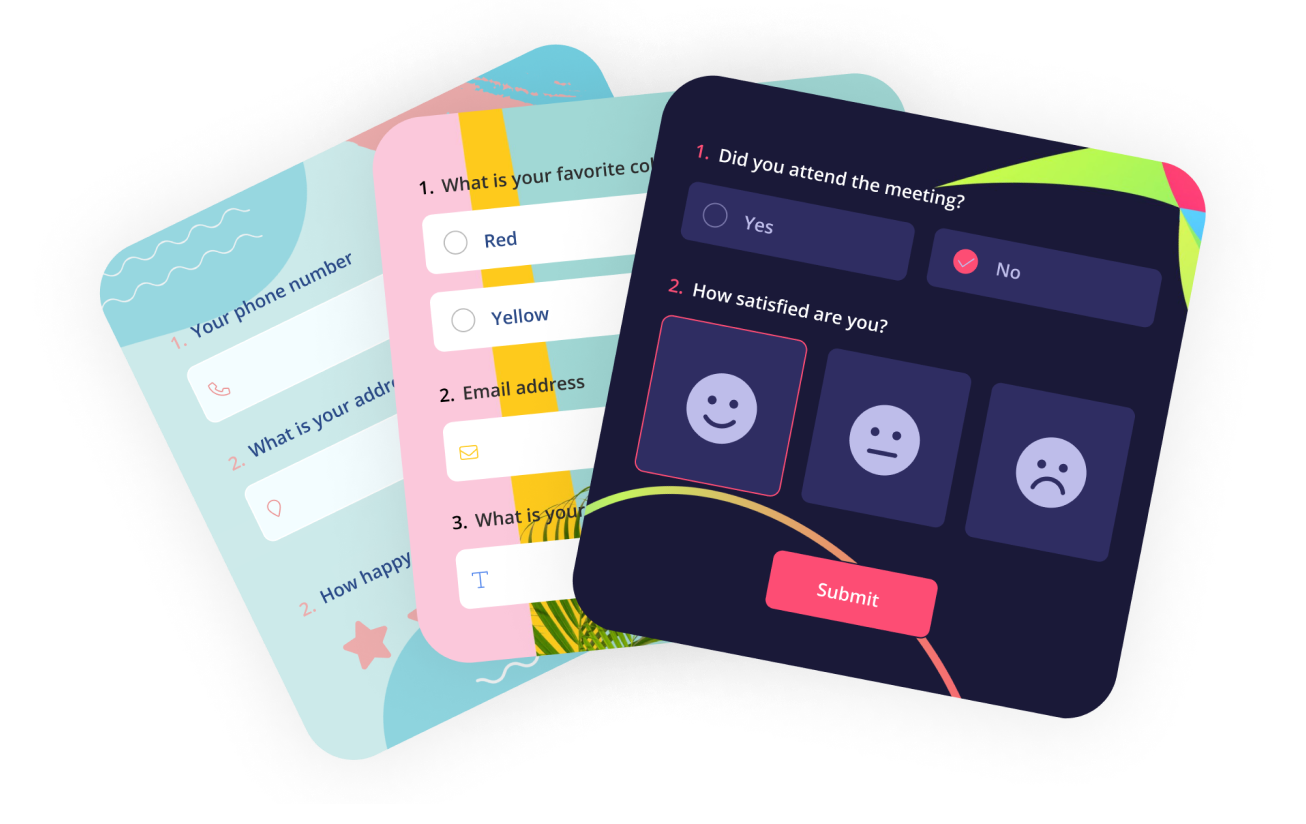 1. Your phone number
2. What is your
2. How happy
1. What is your favorite
Red
Yellow
2. Email address
3. What is your
T
1. Did you attend the meeting?
Yes
No
2. How satisfied are you?
Submit